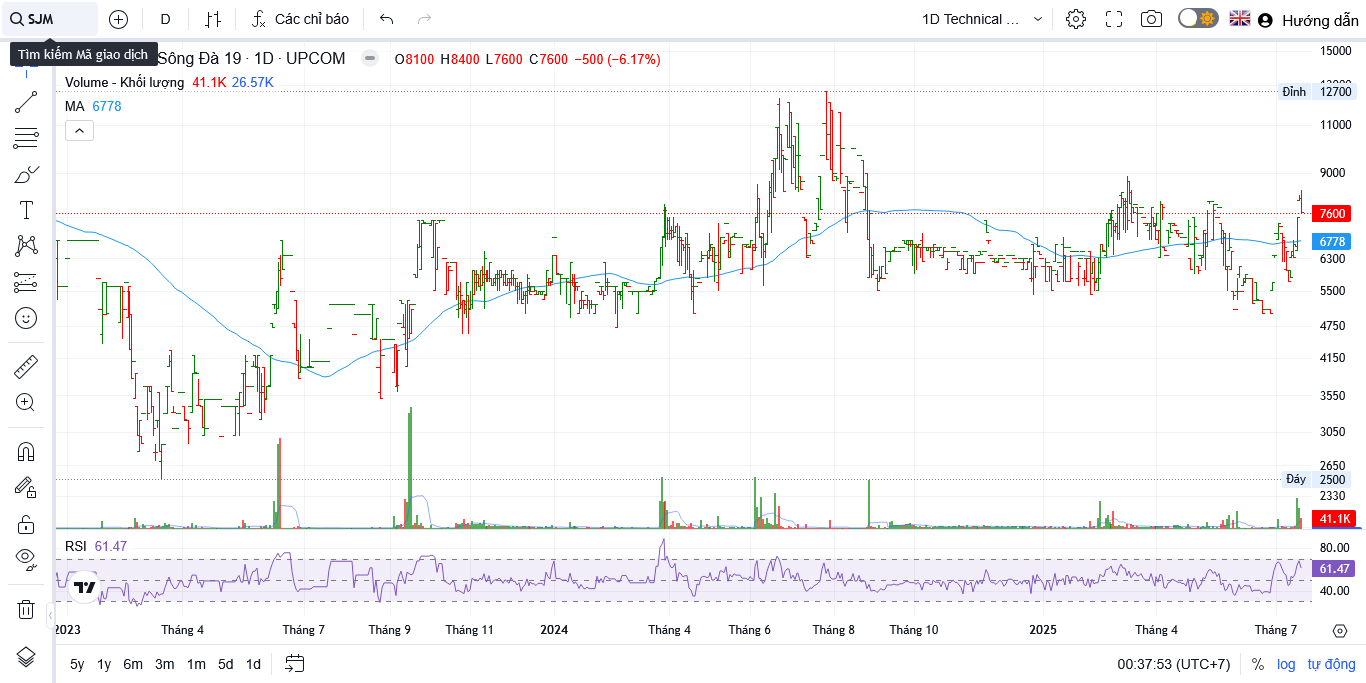 SJM
D
Các chỉ báo
1D Technical ...
Hướng dẫn
Tìm kiếm Mã giao dịch
Sông Đà 19 · 1D · UPCOM
O8100 H8400 L7600 C7600 −500 (−6.17%)
Volume - Khối lượng 41.1K 26.57K
MA 6778
15000
Đỉnh 12700
11000
9000
7600
6778
6300
5500
4750
4150
3550
3050
2650
Đáy 2500
2330
41.1K
RSI 61.47
80.00
61.47
40.00
2023 Tháng 4 Tháng 7 Tháng 9 Tháng 11 2024 Tháng 4 Tháng 6 Tháng 8 Tháng 10 2025 Tháng 4 Tháng 7
5y 1y 6m 3m 1m 5d 1d
00:37:53 (UTC+7) % log tự động